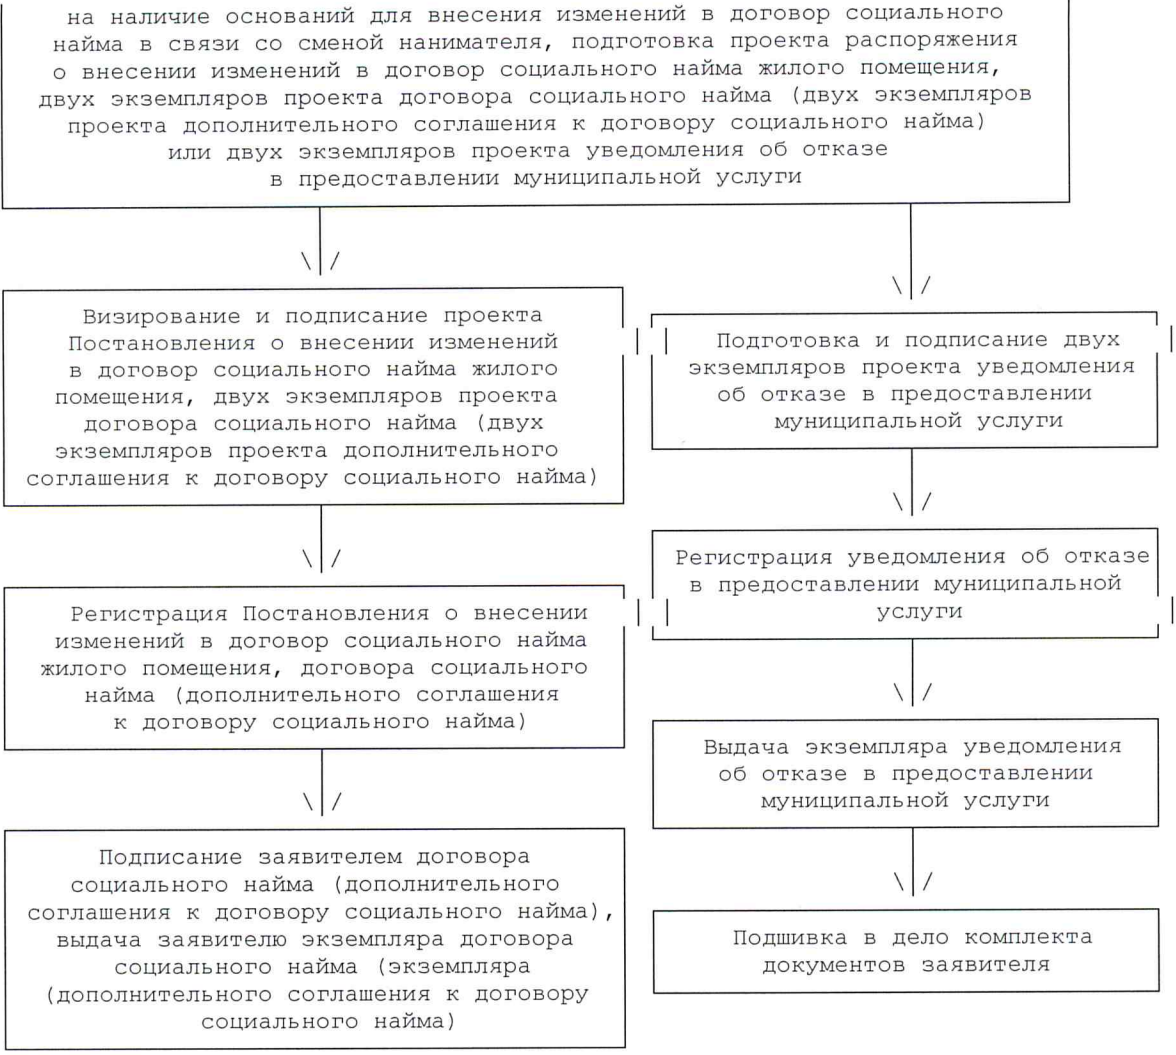 на наличие оснований для внесения изменений в договор социального
найма в связи со сменой нанимателя, подготовка проекта распоряжения
о внесении изменений в договор социального найма жилого помещения,
двух экземпляров проекта договора социального найма (двух экземпляров
проекта дополнительного соглашения к договору социального найма)
или двух экземпляров проекта уведомления об отказе
в предоставлении муниципальной услуги
Визирование и подписание проекта
Постановления о внесении изменений
в договор социального найма жилого
помещения, двух экземпляров проекта
договора социального найма (двух
экземпляров проекта дополнительного
соглашения к договору социального найма)
Регистрация Постановления о внесении
изменений в договор социального найма
жилого помещения, договора социального
найма (дополнительного соглашения
к договору социального найма)
Подписание заявителем договора
социального найма (дополнительного
соглашения к договору социального найма),
выдача заявителю экземпляра договора
социального найма (экземпляра
(дополнительного соглашения к договору
социального найма)
Подготовка и подписание двух
экземпляров проекта уведомления
об отказе в предоставлении
муниципальной услуги
Регистрация уведомления об отказе
в предоставлении муниципальной
услуги
Выдача экземпляра уведомления
об отказе в предоставлении
муниципальной услуги
Подшивка в дело комплекта
документов заявителя